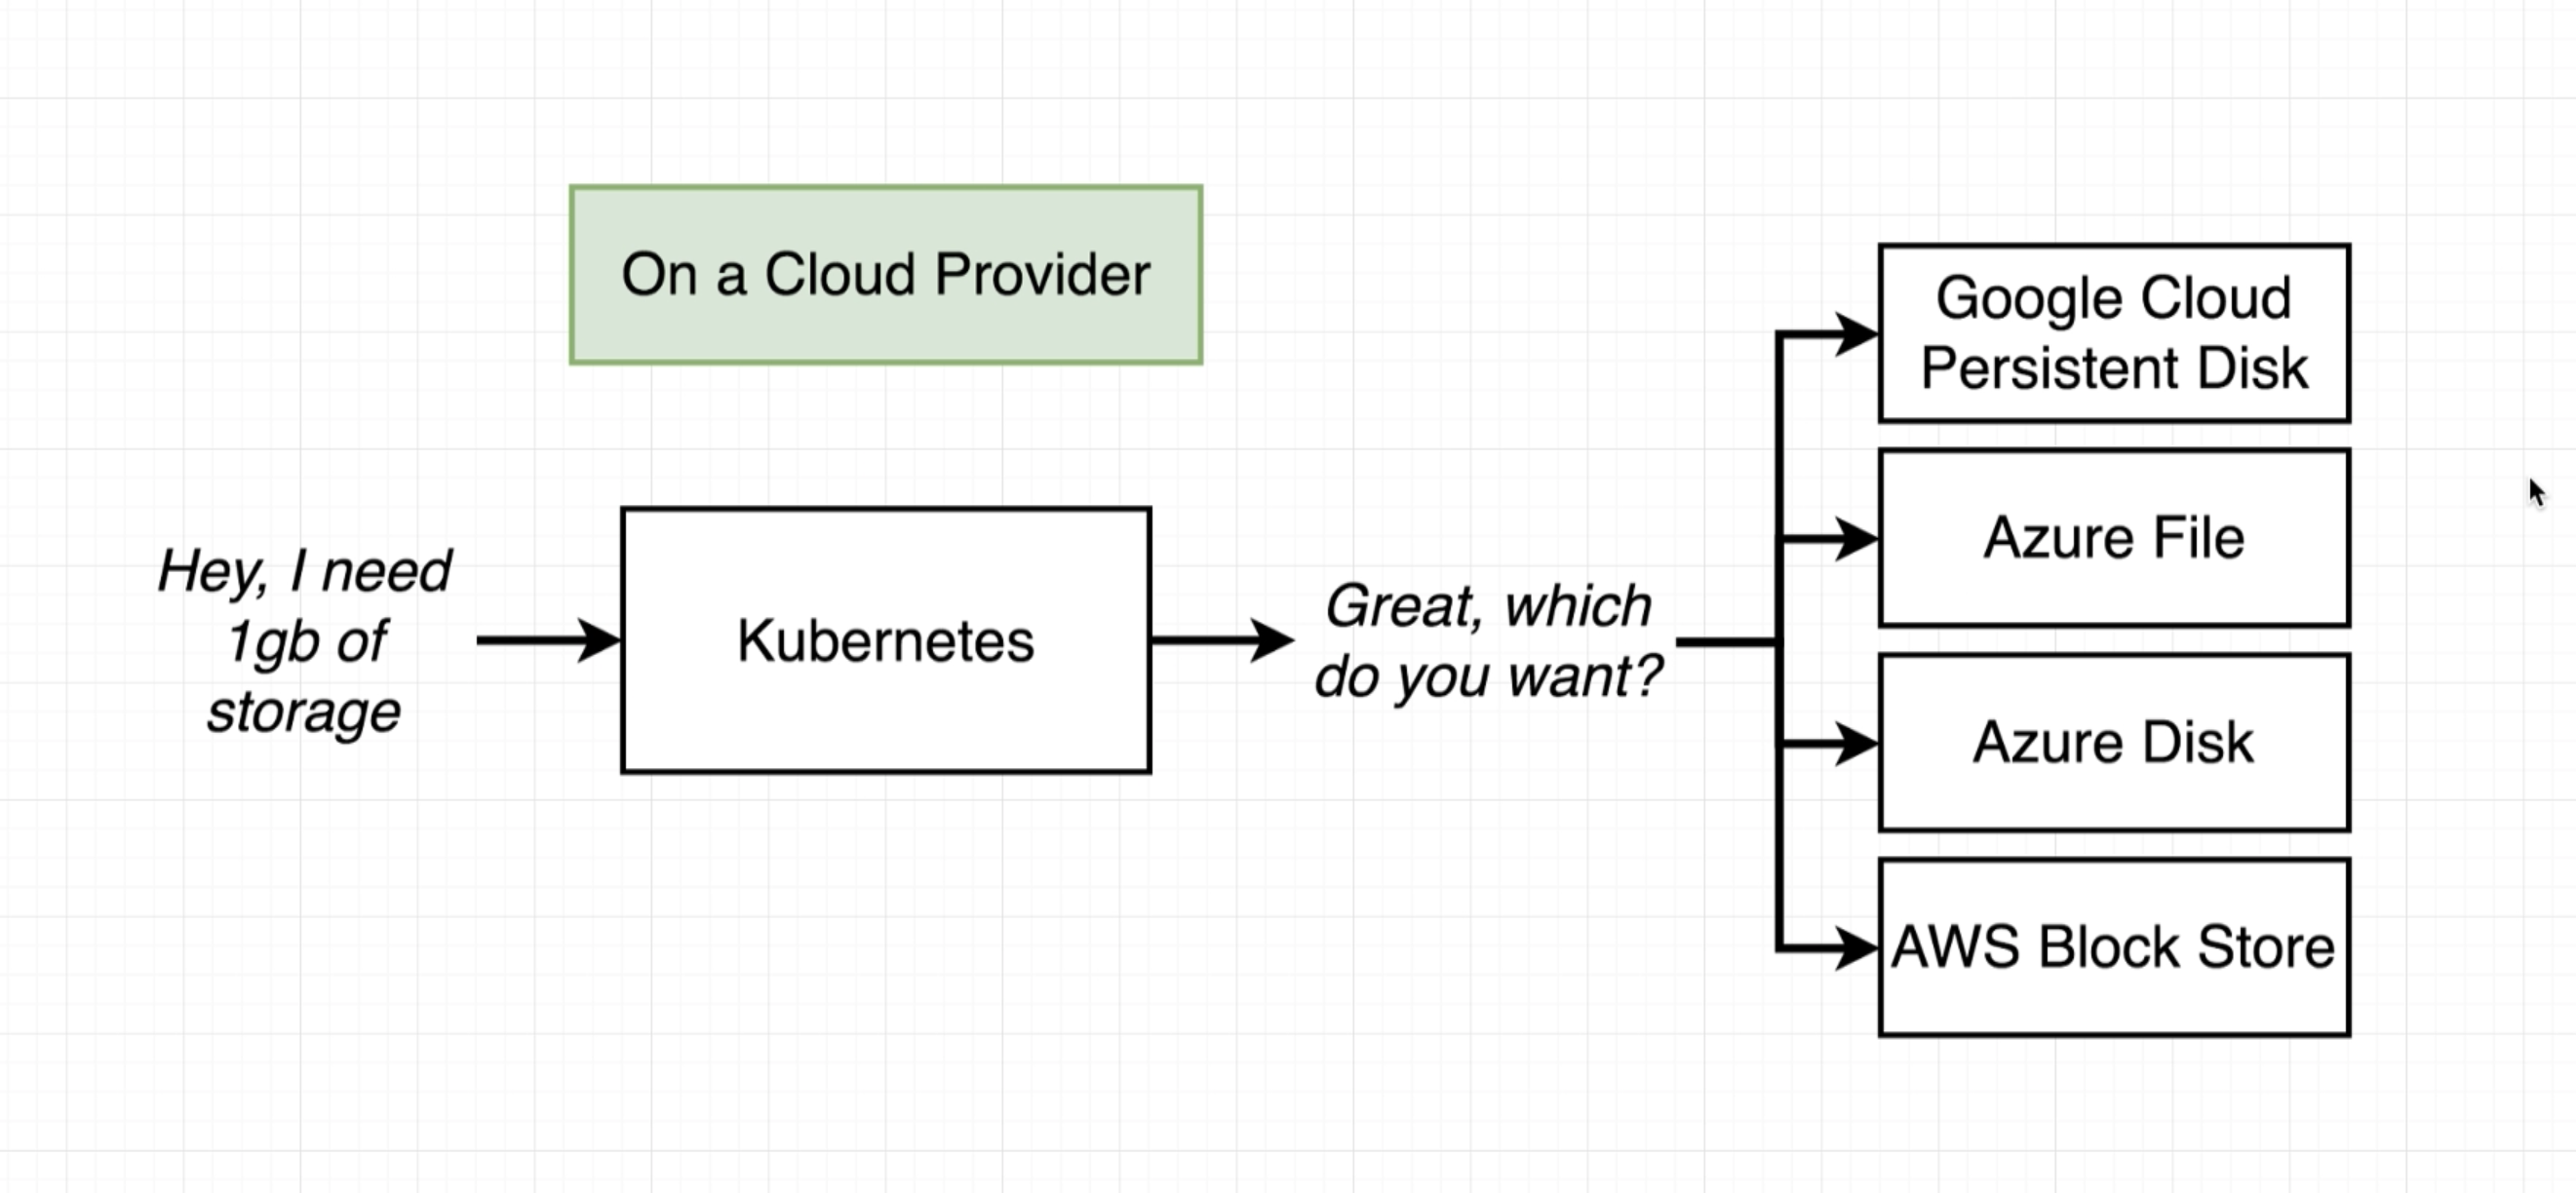 On a Cloud Provider
Hey, I need
1gb of
storage
Kubernetes
Great, which
do you want?
Google Cloud
Persistent Disk
Azure File
Azure Disk
AWS Block Store